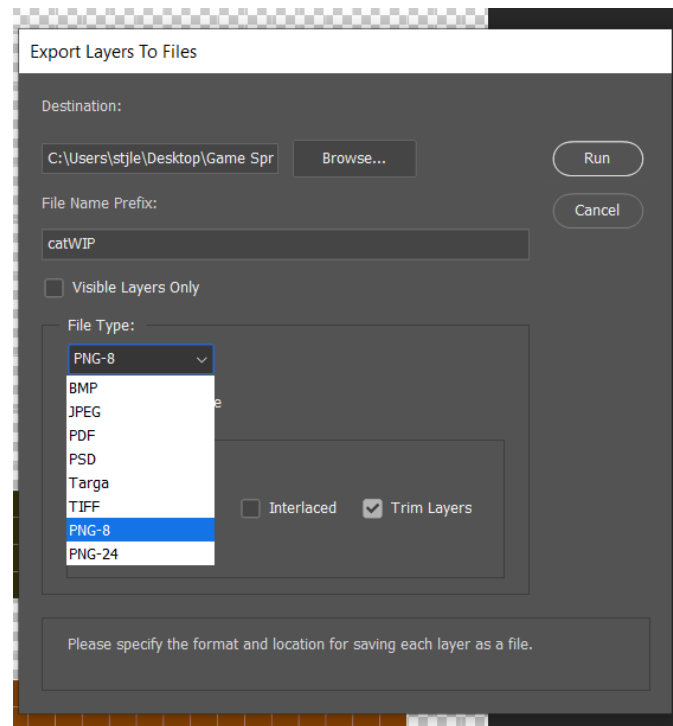 Export Layers To Files
Destination:
C:\Users\stjle\Desktop\Game Spr
Browse...
Run
File Name Prefix:
Cancel
catWIP
Visible Layers Only
File Type:
PNG-8
BMP
JPEG
PDF
PSD
Targa
TIFF
Interlaced
Trim Layers
PNG-8
PNG-24
Please specify the format and location for saving each layer as a file.